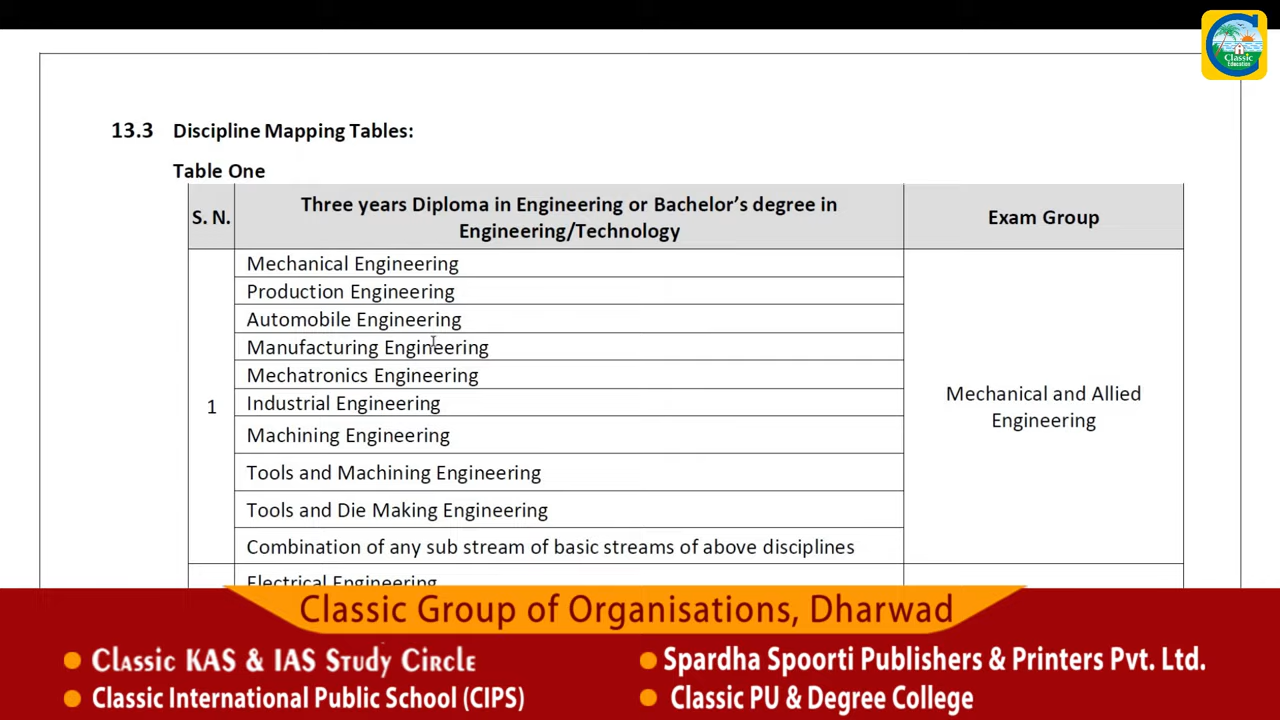 Classic
Education
13.3 Discipline Mapping Tables:
Table One
S. N.
Three years Diploma in Engineering or Bachelor's degree in
Engineering/Technology
Exam Group
1
Mechanical Engineering
Production Engineering
Automobile Engineering
Manufacturing Engineering
Mechatronics Engineering
Industrial Engineering
Machining Engineering
Tools and Machining Engineering
Tools and Die Making Engineering
Combination of any sub stream of basic streams of above disciplines
Mechanical and Allied
Engineering
Electrical Engineering
Classic Group of Organisations, Dharwad
Classic KAS & IAS Study Circle
Spardha Spoorti Publishers & Printers Pvt. Ltd.
Classic International Public School (CIPS)
Classic PU & Degree College